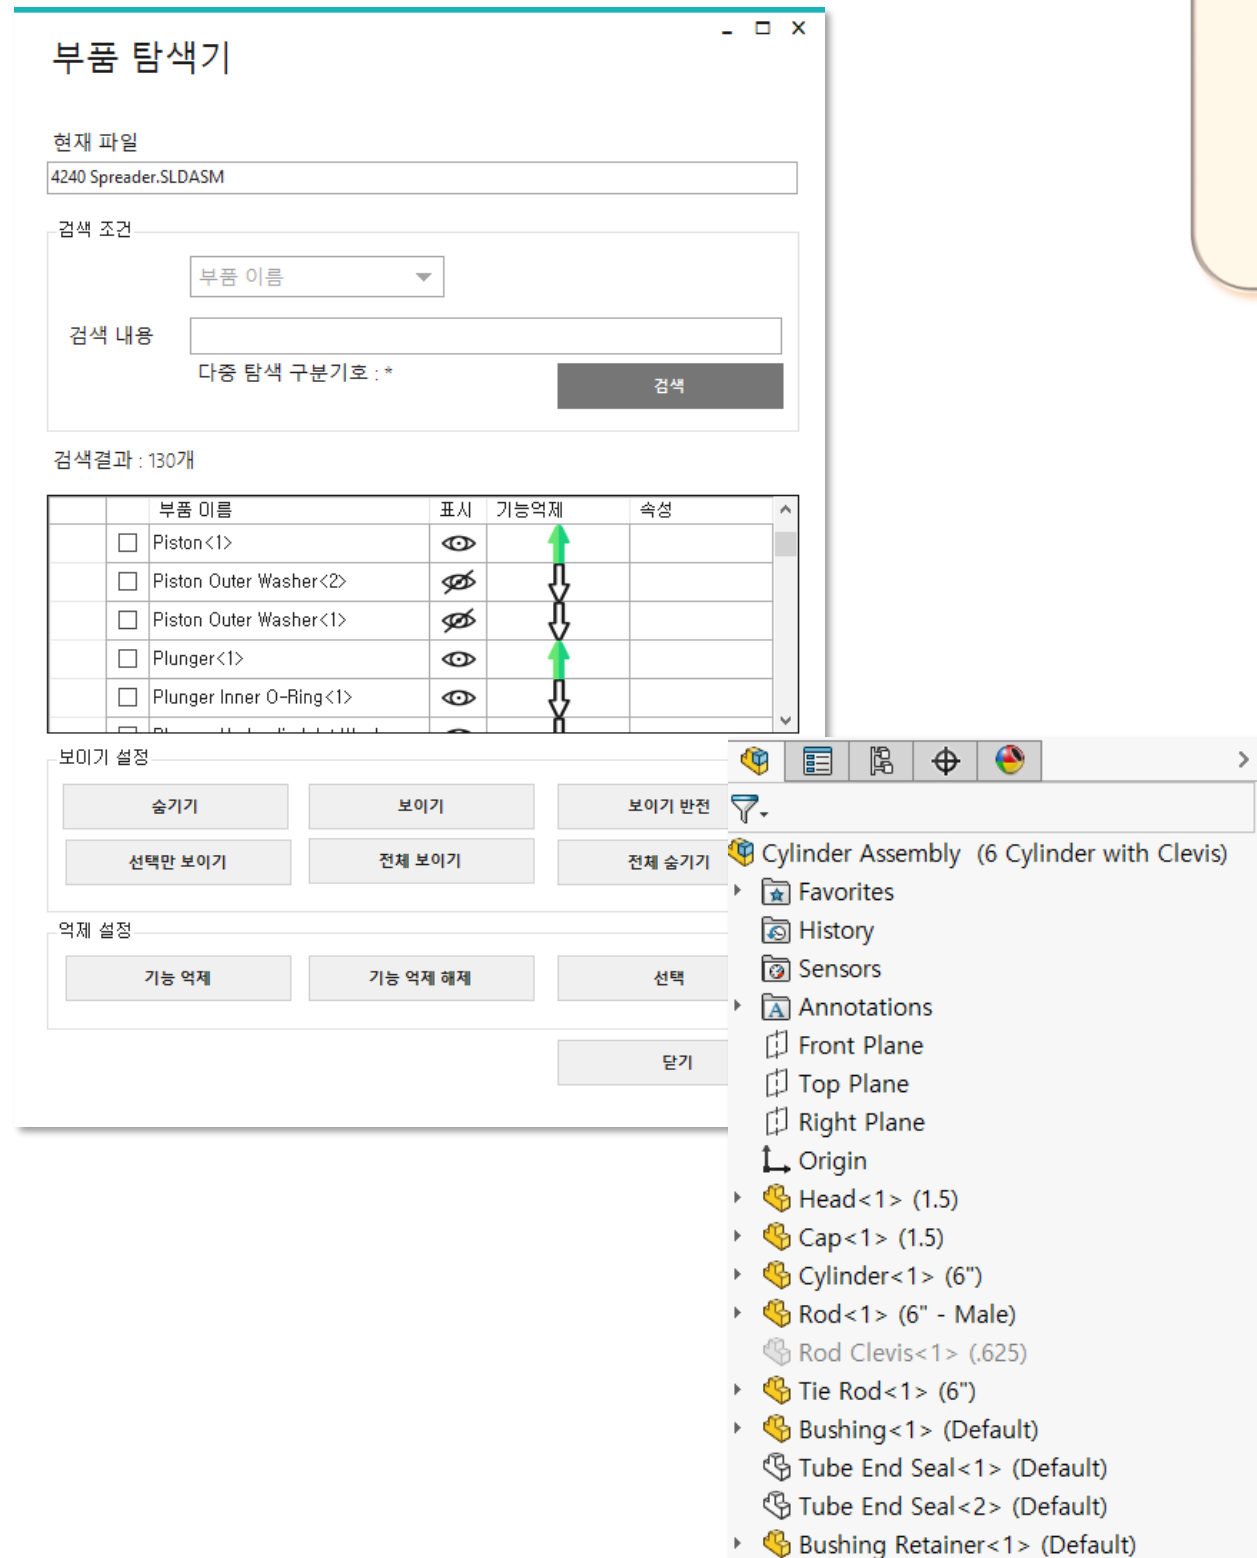 부품 탐색기
현재 파일
4240 Spreader.SLDASM
검색 조건
부품 이름
검색 내용
다중 탐색 구분기호 : *
검색
검색결과 : 130개
부품 이름 표시 기능억제 속성
Piston<1>
Piston Outer Washer<2>
Piston Outer Washer<1>
Plunger<1>
Plunger Inner O-Ring<1>
보이기 설정
숨기기 보이기 보이기 반전
선택만 보이기 전체 보이기 전체 숨기기
억제 설정
기능 억제 기능 억제 해제 선택
닫기
Cylinder Assembly (6 Cylinder with Clevis)
Favorites
History
Sensors
Annotations
Front Plane
Top Plane
Right Plane
Origin
Head<1> (1.5)
Cap<1> (1.5)
Cylinder<1> (6")
Rod<1> (6" - Male)
Rod Clevis<1> (.625)
Tie Rod<1> (6")
Bushing<1> (Default)
Tube End Seal<1> (Default)
Tube End Seal<2> (Default)
Bushing Retainer<1> (Default)